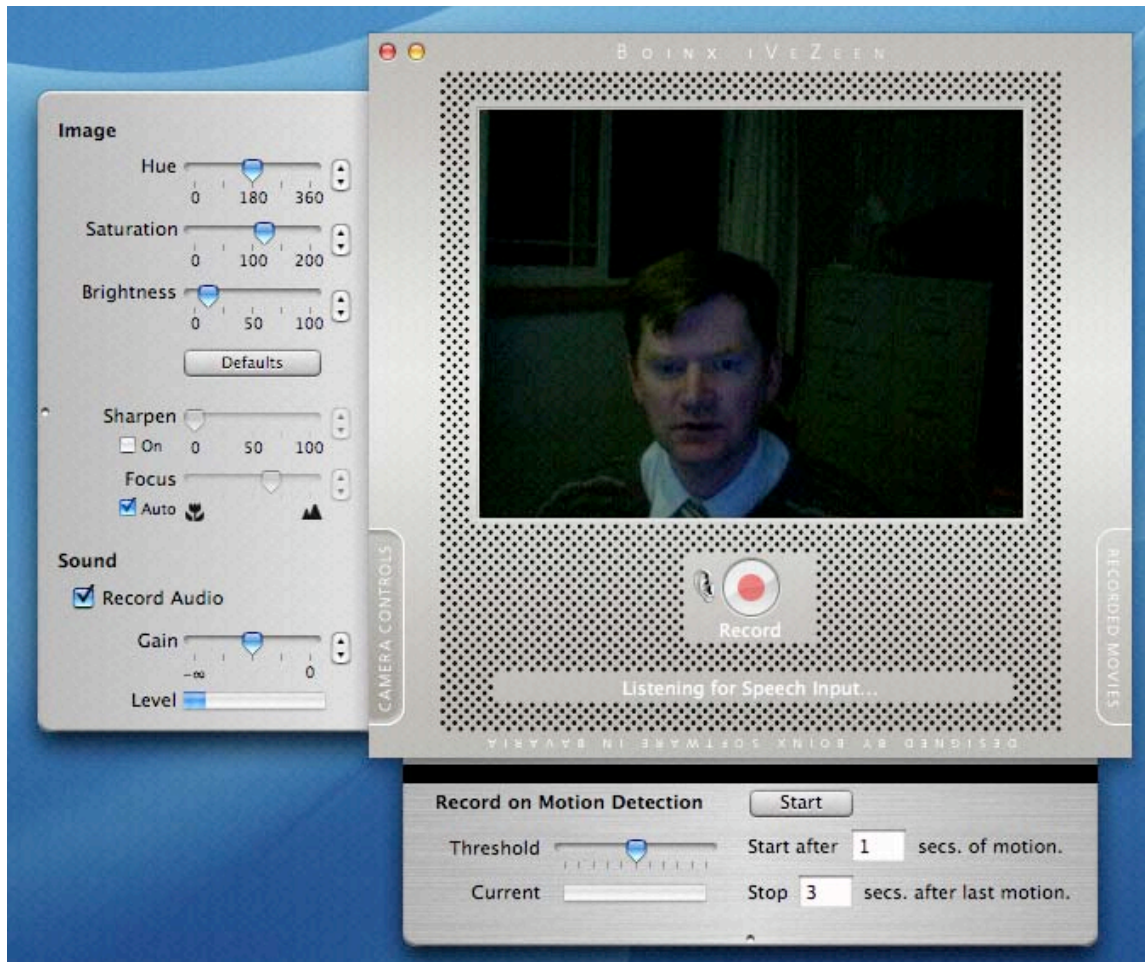 BOINX IVEZEEN
Image
Hue
0 180 360
Saturation
0 100 200
Brightness
0 50 100
Defaults
Sharpen
On 0 50 100
Focus
Auto
Sound
Record Audio
Gain
-∞ 0
Level
CAMERA CONTROLS
Record
Listening for Speech Input...
RECORDED MOVIES
DESIGNED BY BOINX SOFTWARE IN BAVARIA
Record on Motion Detection Start
Threshold Start after 1 secs. of motion.
Current Stop 3 secs. after last motion.